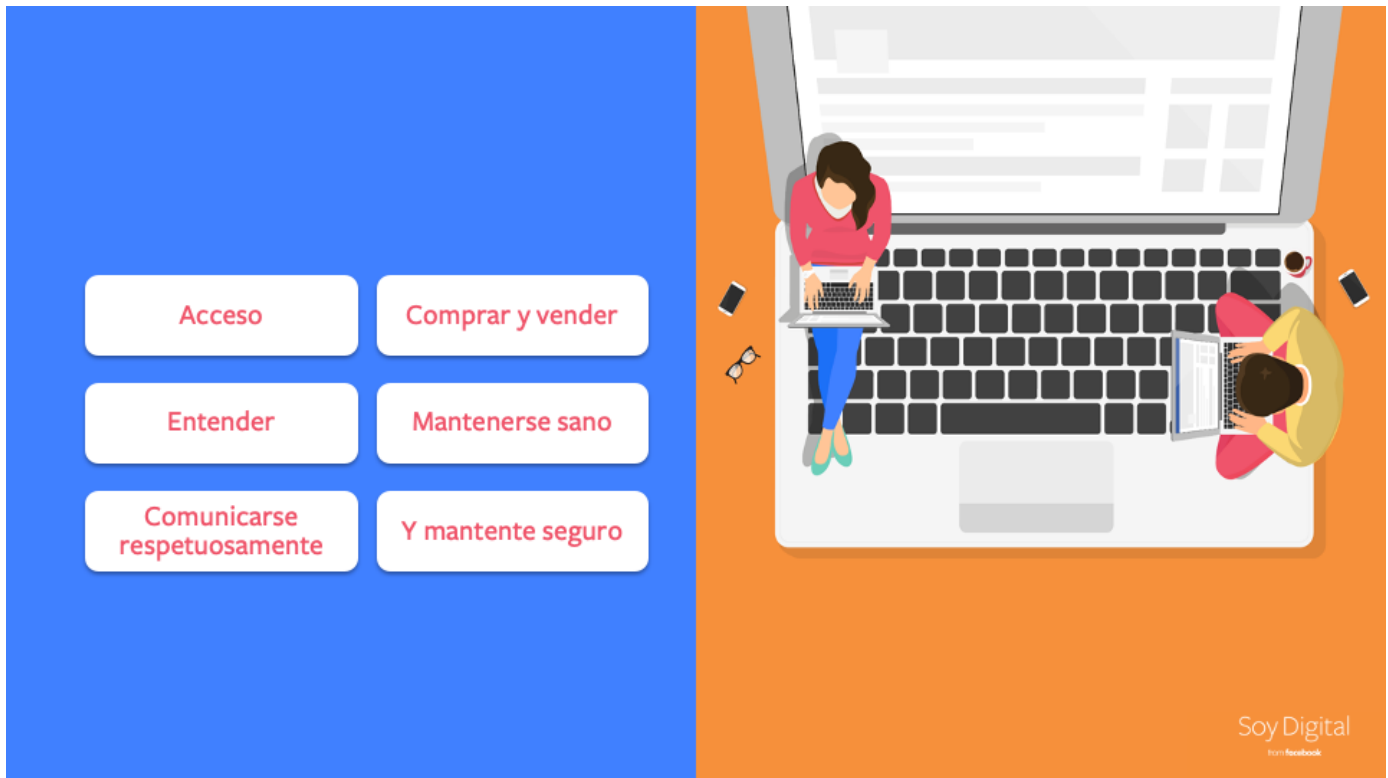 Acceso
Comprar y vender
Entender
Mantenerse sano
Comunicarse
respetuosamente
Y mantente seguro
Soy Digital
from facebook